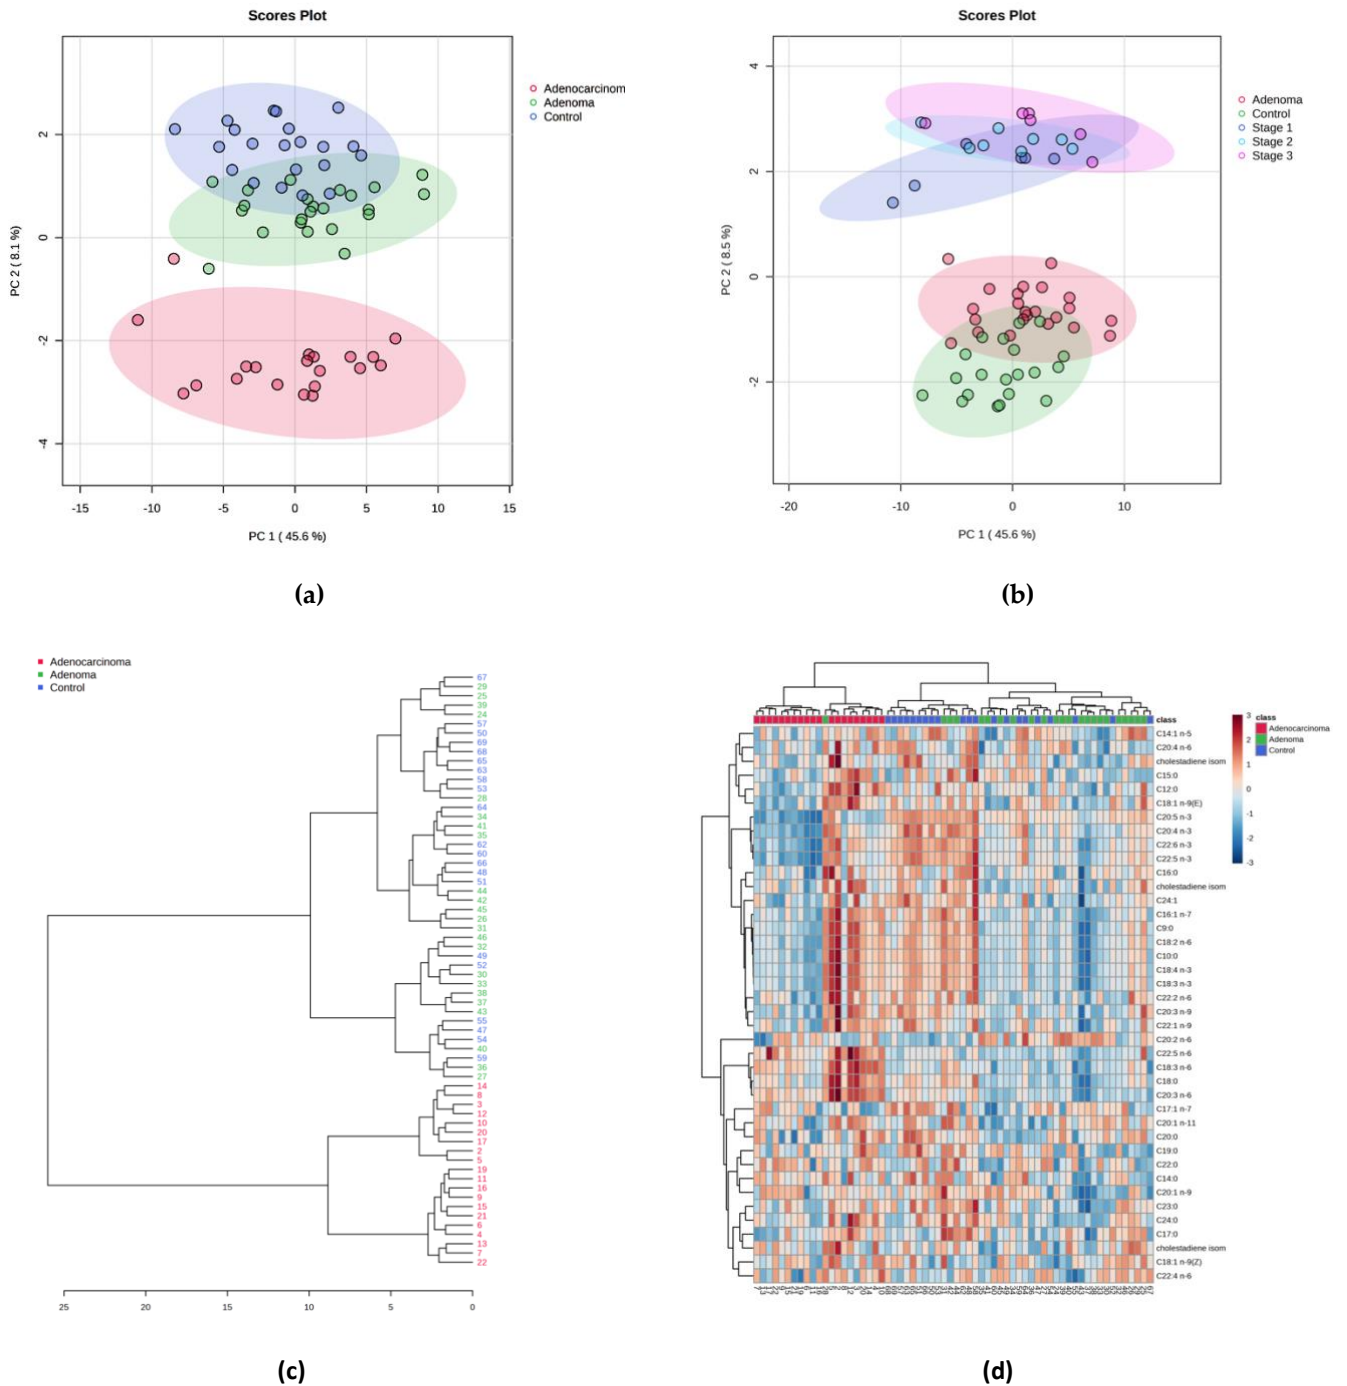 Scores Plot
Adenocarcinom
Adenoma
Control
2
0
-2
-4
PC 2 ( 8.1 %)
-15 -10 -5 0 5 10 15
PC 1 ( 45.6 %)
(a)
Scores Plot
Adenoma
Control
Stage 1
Stage 2
Stage 3
4
2
0
-2
PC 2 ( 8.5 %)
-20 -10 0 10
PC 1 ( 45.6 %)
(b)
Adenocarcinoma
Adenoma
Control
67
29
25
39
24
57
50
69
68
65
63
58
53
28
64
34
41
35
62
60
66
48
51
44
42
45
26
31
46
32
49
52
30
33
38
37
43
55
47
54
40
59
36
27
14
8
3
12
10
20
17
2
5
19
11
16
9
15
21
6
4
13
7
22
25 20 15 10 5 0
(c)
class
C14:1 n-5
C20:4 n-6
cholestadiene isom
C15:0
C12:0
C18:1 n-9(E)
C20:5 n-3
C20:4 n-3
C22:6 n-3
C22:5 n-3
C16:0
cholestadiene isom
C24:1
C16:1 n-7
C9:0
C18:2 n-6
C10:0
C18:4 n-3
C18:3 n-3
C22:2 n-6
C20:3 n-9
C22:1 n-9
C20:2 n-6
C22:5 n-6
C18:3 n-6
C18:0
C20:3 n-6
C17:1 n-7
C20:1 n-11
C20:0
C19:0
C22:0
C14:0
C20:1 n-9
C23:0
C24:0
C17:0
cholestadiene isom
C18:1 n-9(Z)
C22:4 n-6
3
2
1
0
-1
-2
-3
class
Adenocarcinoma
Adenoma
Control
(d)